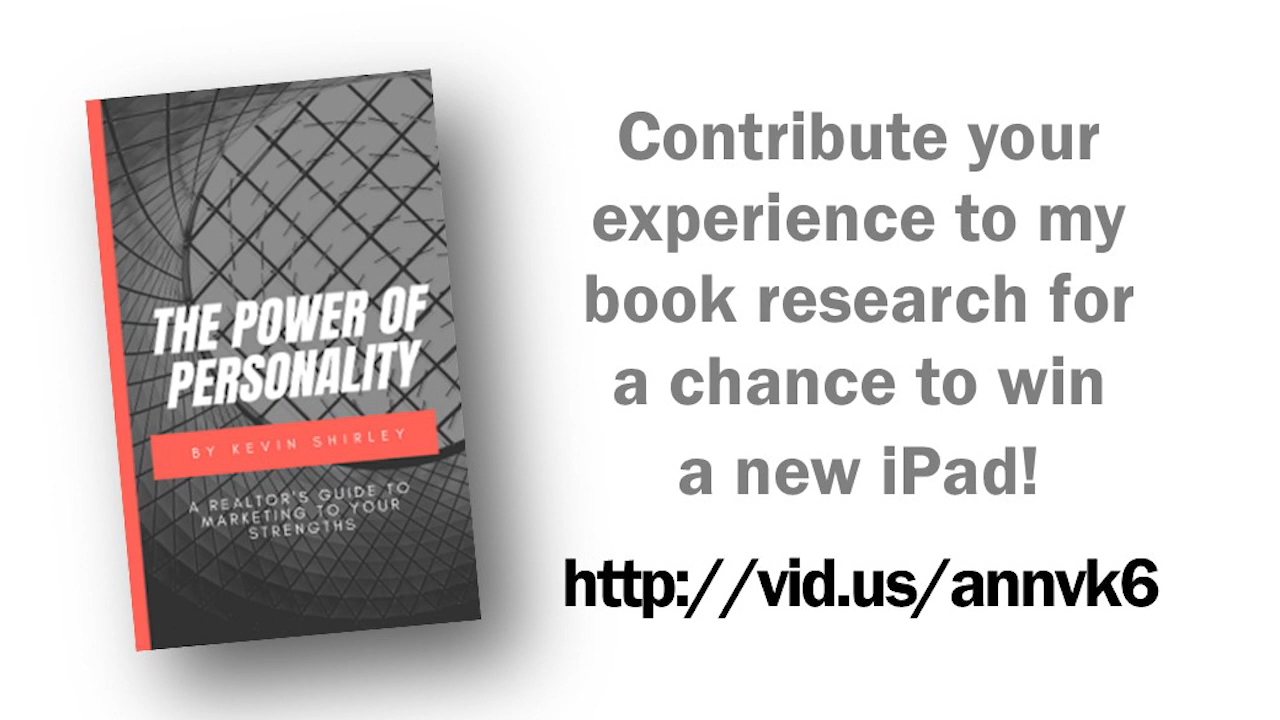 THE POWER OF
PERSONALITY
BY KEVIN SHIRLEY
A REALTOR'S GUIDE TO
MARKETING TO YOUR
STRENGTHS
Contribute your
experience to my
book research for
a chance to win
a new iPad!
http://vid.us/annvk6